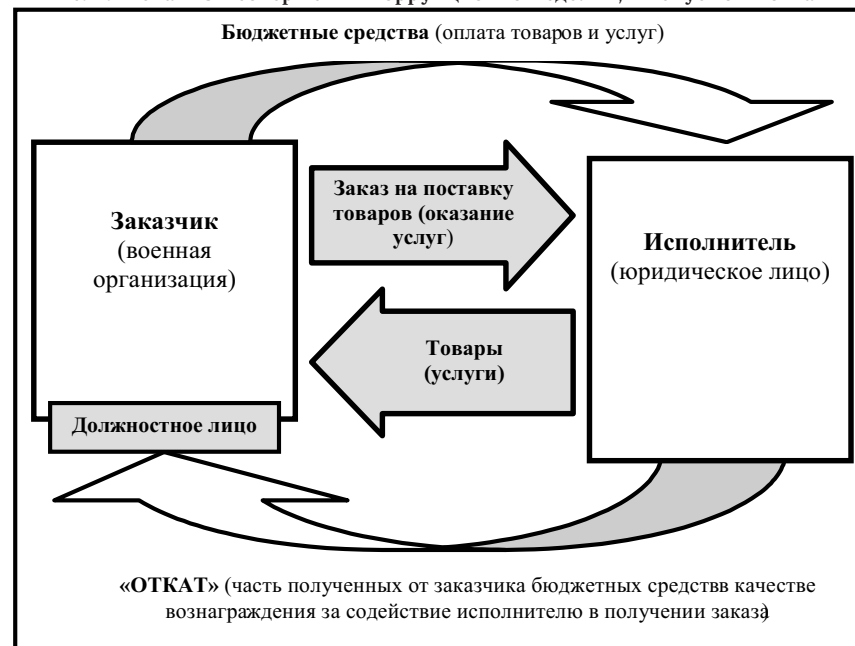 Бюджетные средства (оплата товаров и услуг)
Заказчик
(военная
организация)
Заказ на поставку
товаров (оказание
услуг)
Исполнитель
(юридическое лицо)
Товары
(услуги)
Должностное лицо
«ОТКАТ» (часть полученных от заказчика бюджетных средствв качестве
вознаграждения за содействие исполнителю в получении заказа)